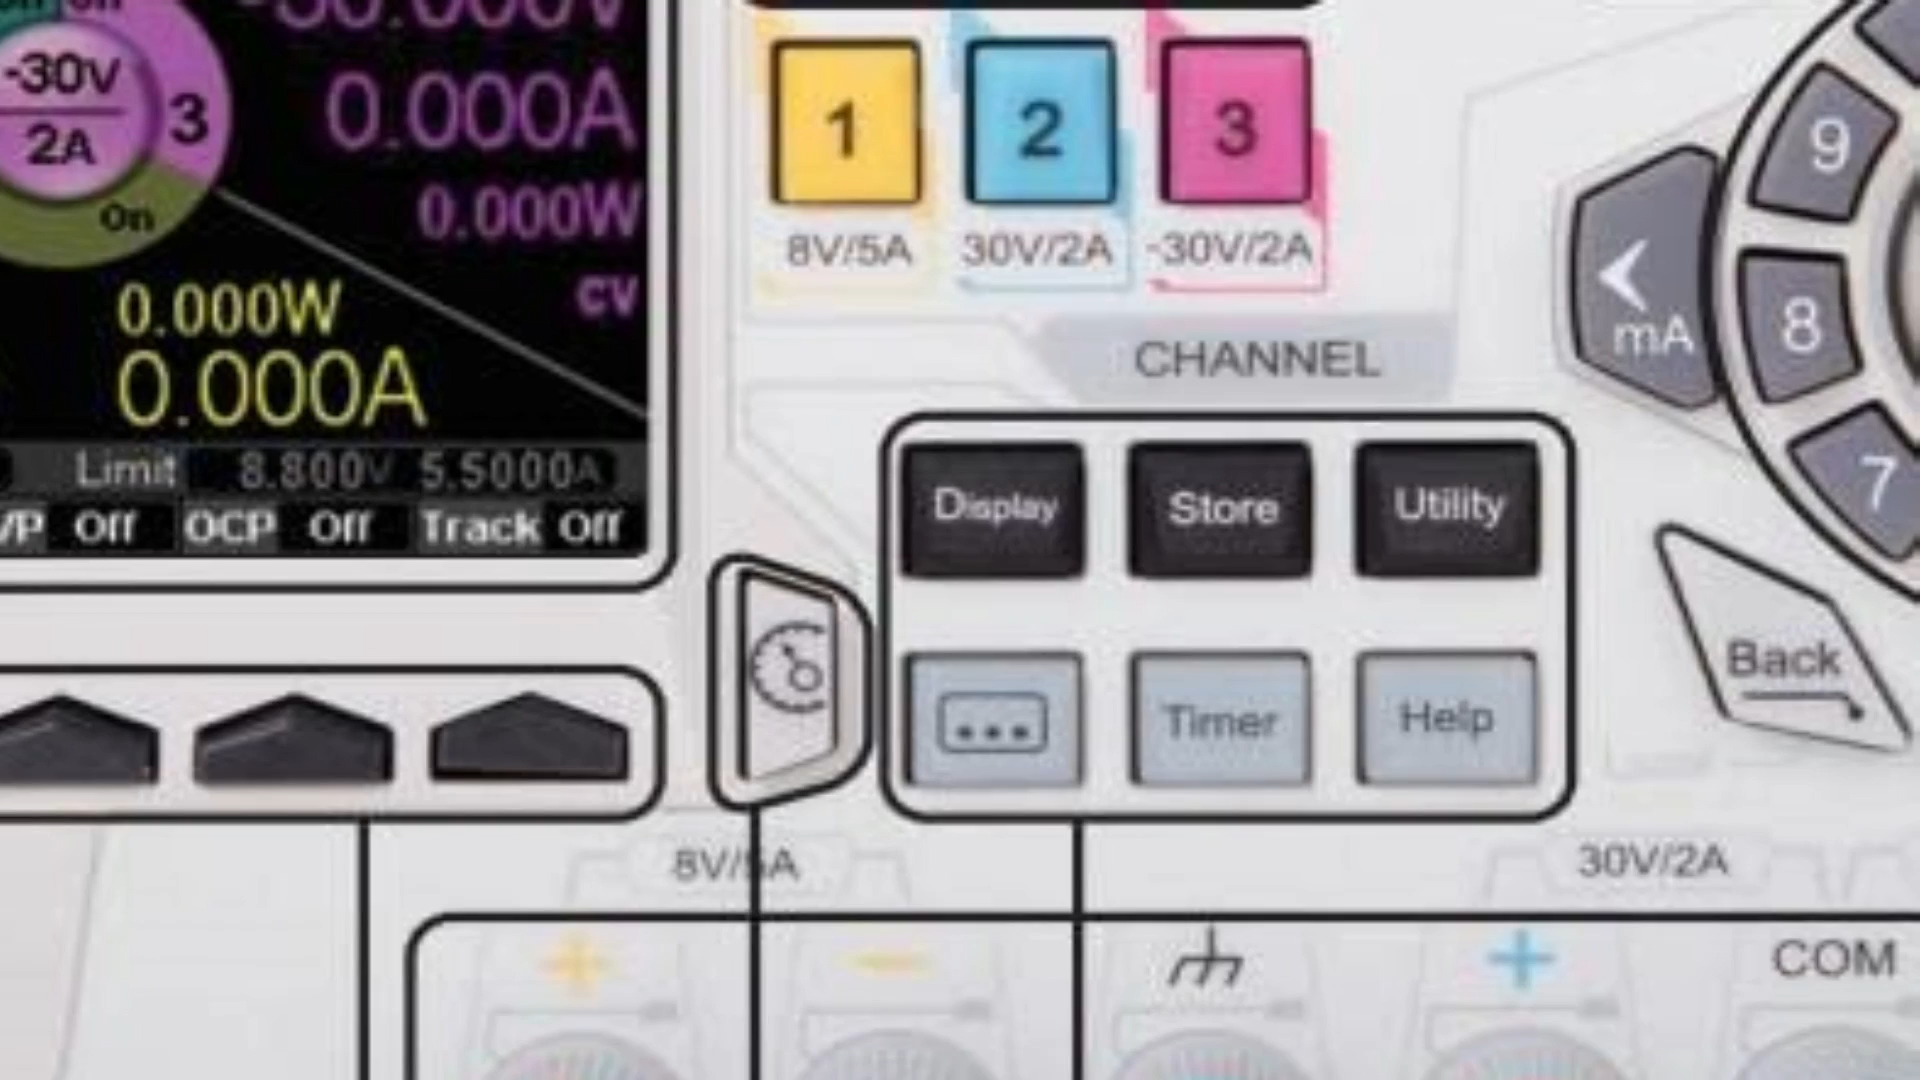 -30.000V
-30V
2A
3
On
0.000A
0.000W
CV
0.000W
0.000A
Limit 8.800V 5.5000A
Off OCP Off Track Off
1 2 3
8V/5A 30V/2A -30V/2A
CHANNEL
9
8
7
mA
Display Store Utility
... Timer Help
Back
8V/5A 30V/2A
+ - + COM